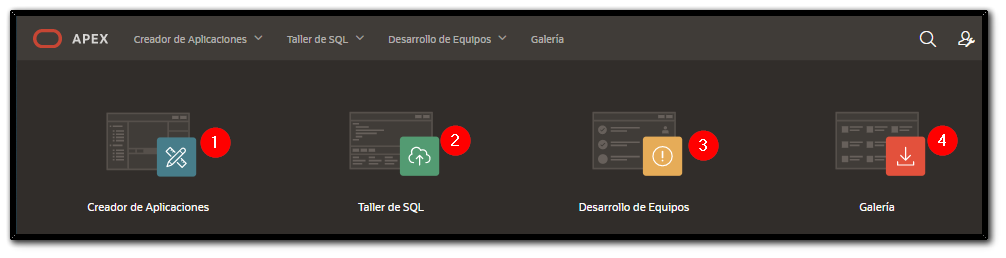 APEX Creador de Aplicaciones Taller de SQL Desarrollo de Equipos Galería
1 2 3 4
Creador de Aplicaciones Taller de SQL Desarrollo de Equipos Galería